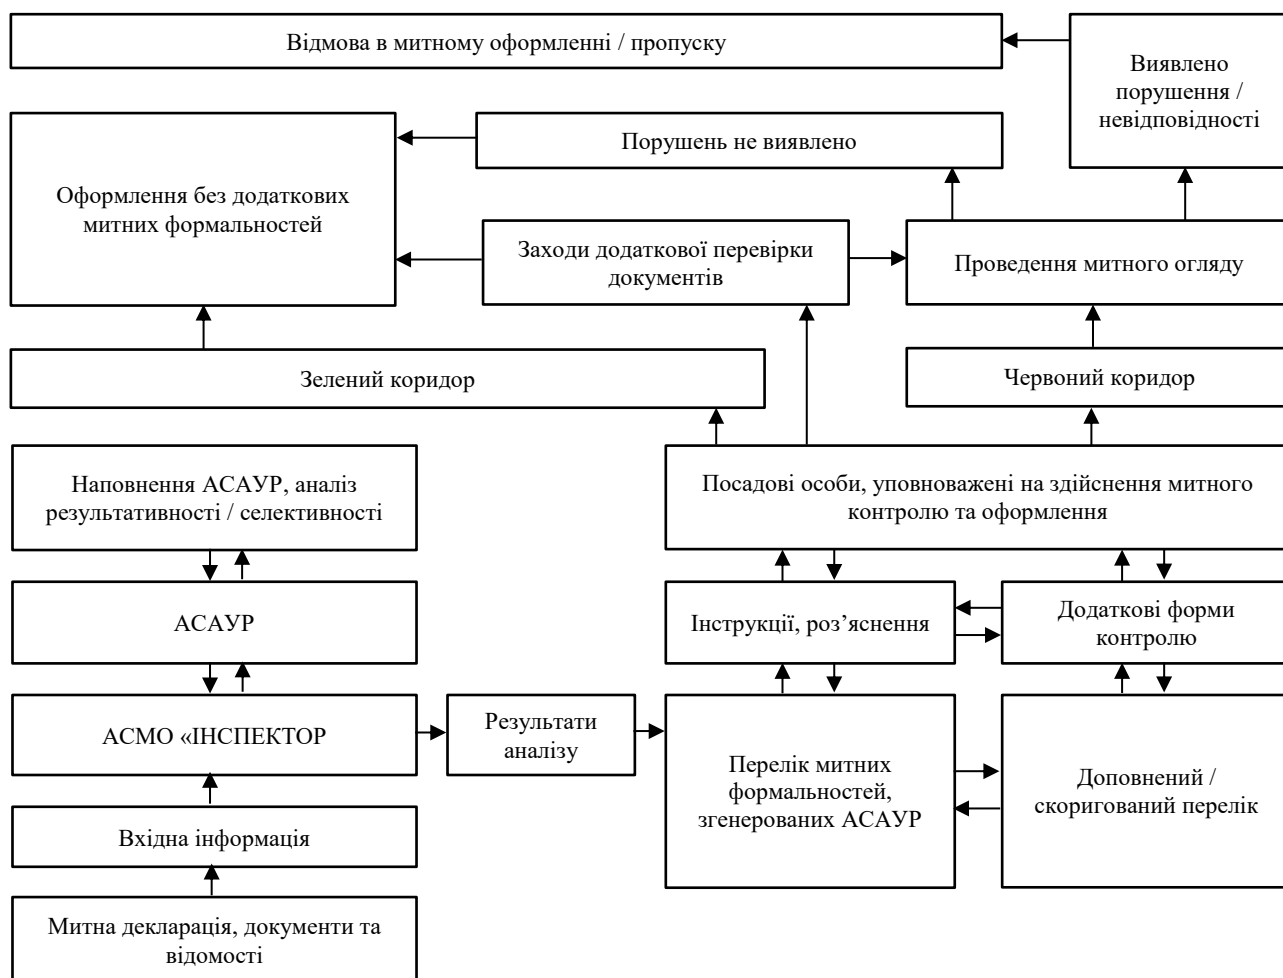 Відмова в митному оформленні / пропуску
Виявлено
порушення /
невідповідності
Порушень не виявлено
Оформлення без додаткових
митних формальностей
Заходи додаткової перевірки
документів
Проведення митного огляду
Зелений коридор
Червоний коридор
Наповнення АСАУР, аналіз
результативності / селективності
Посадові особи, уповноважені на здійснення митного
контролю та оформлення
АСАУР
Інструкції, роз’яснення
Додаткові форми
контролю
АСМО «ІНСПЕКТОР
Результати
аналізу
Перелік митних
формальностей,
згенерованих АСАУР
Доповнений /
скоригований перелік
Вхідна інформація
Митна декларація, документи та
відомості